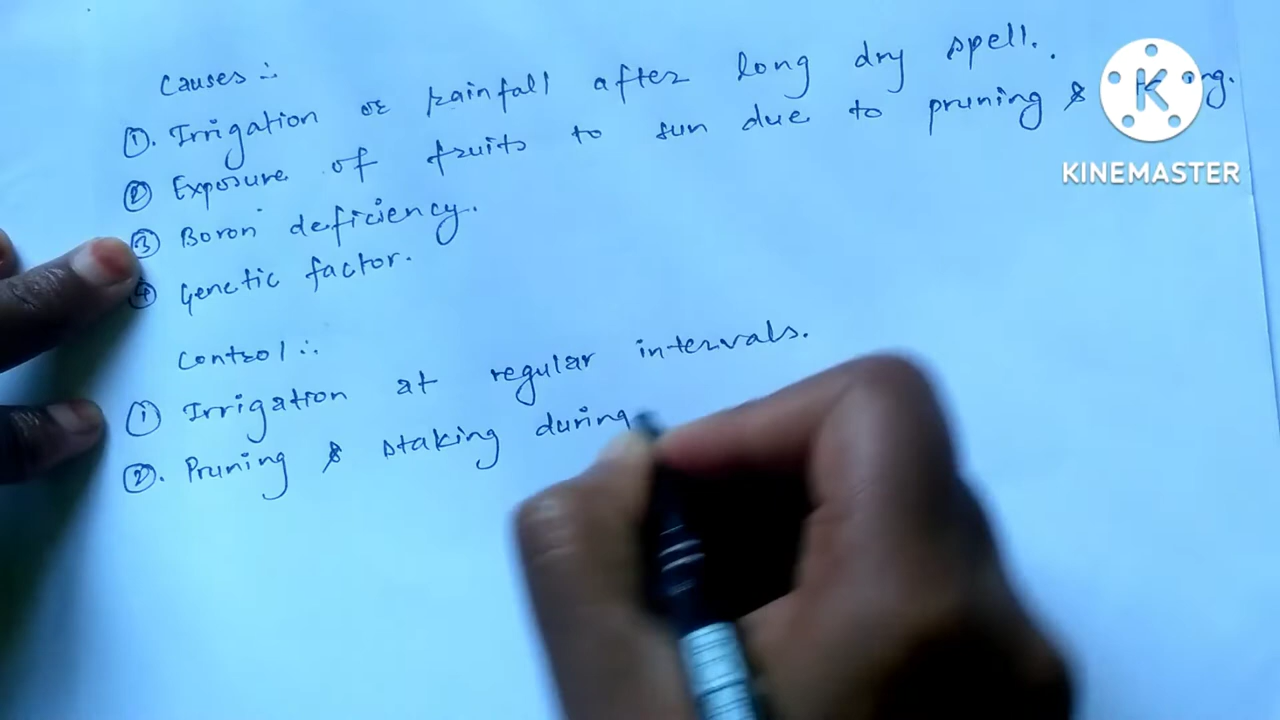 Causes :-
①. Irrigation or rainfall after long dry spell.
② Exposure of fruits to sun due to pruning &
③ Boron deficiency.
④ Genetic factor.
Control :-
① Irrigation at regular intervals.
②. Pruning & staking during
K
KINEMASTER